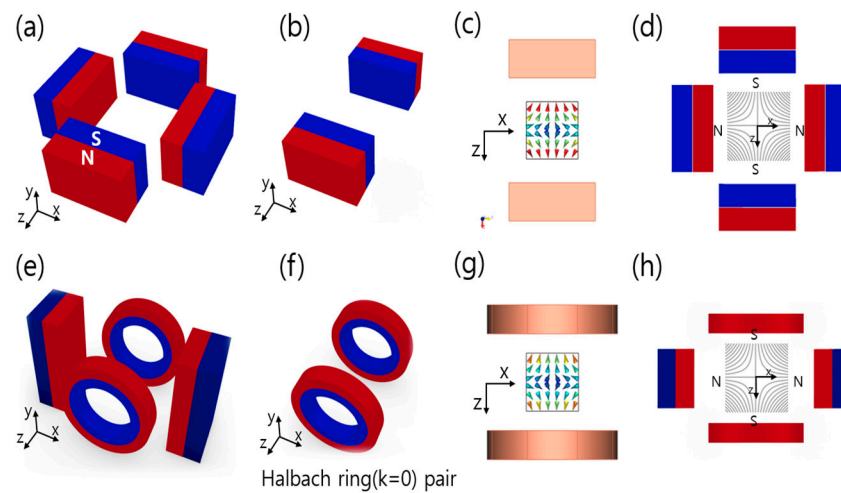 (a)
(b)
(c)
(d)
S
N
y
z
x
y
z
x
X
Z
S
N
x
z
N
S
(e)
(f)
(g)
(h)
y
z
x
y
z
x
X
Z
S
N
x
z
N
S
Halbach ring(k=0) pair